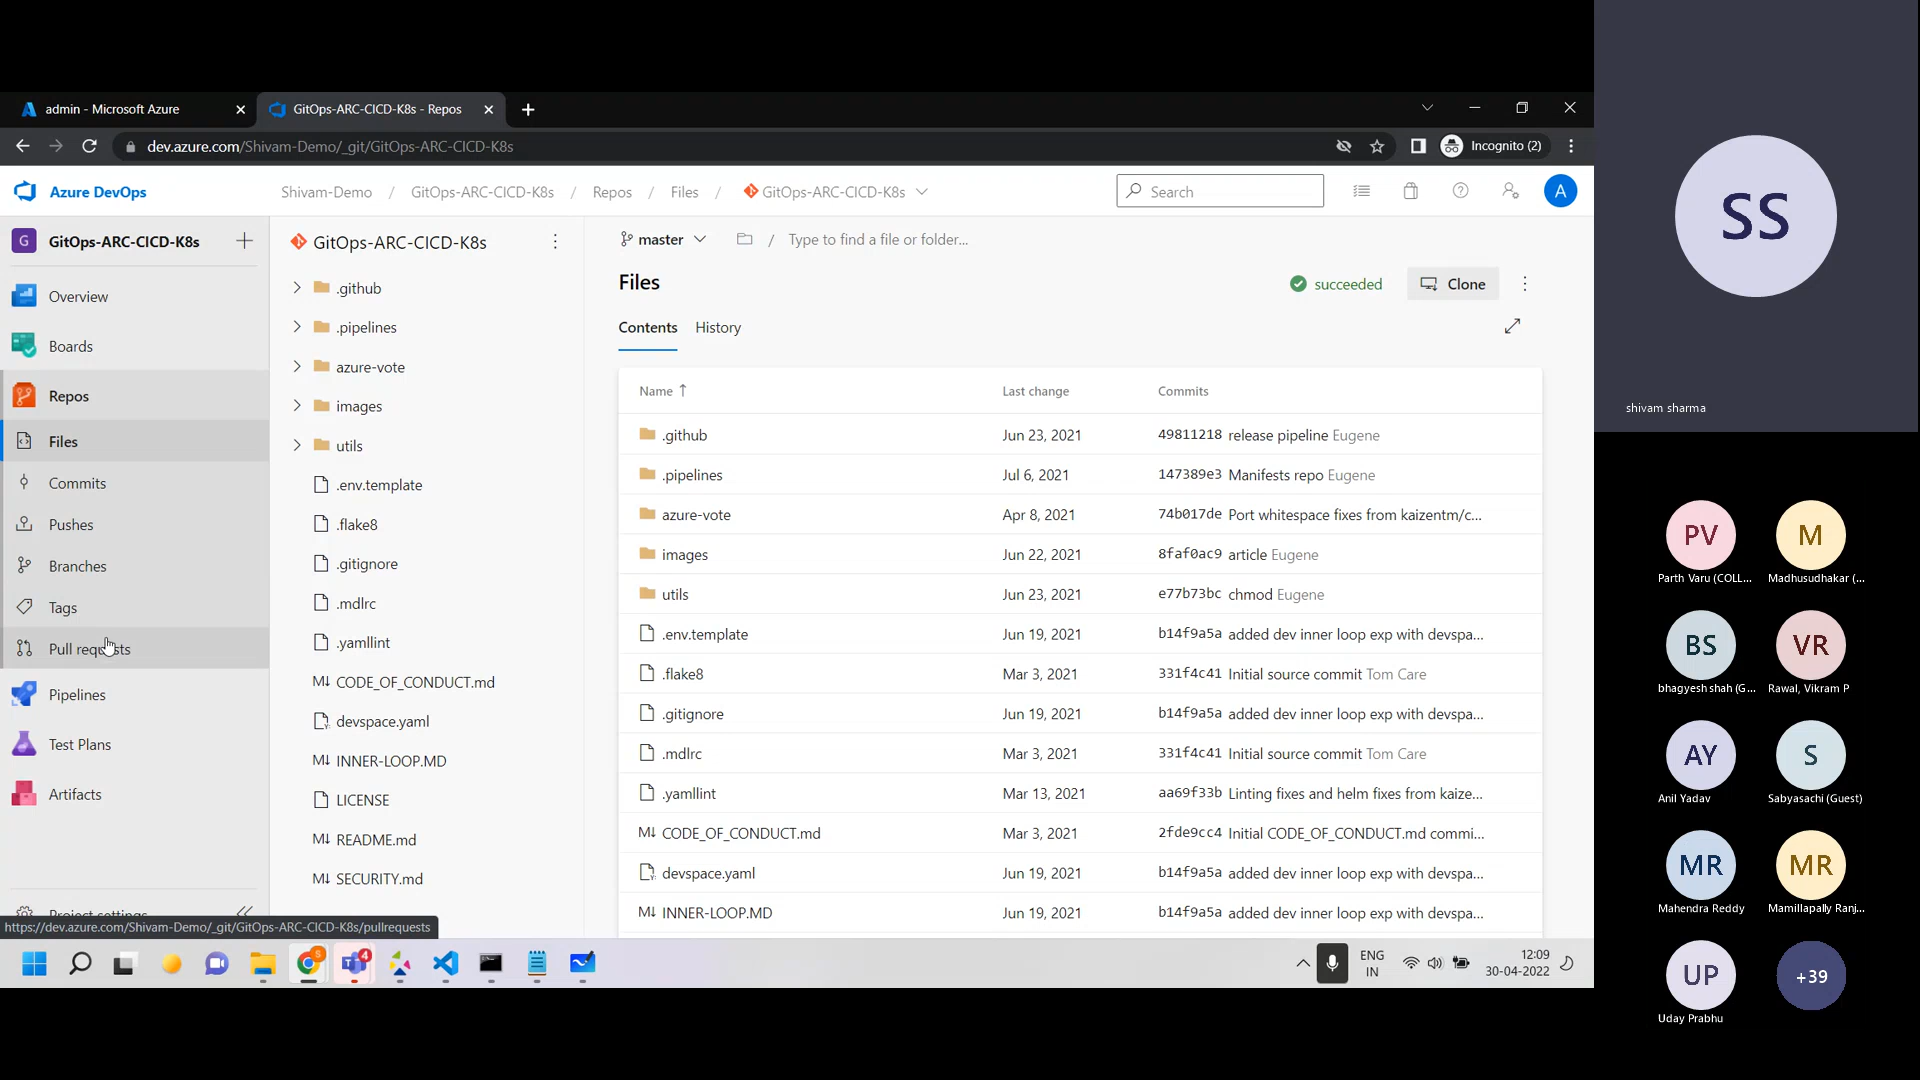 admin - Microsoft Azure
GitOps-ARC-CICD-K8s - Repos
dev.azure.com/Shivam-Demo/_git/GitOps-ARC-CICD-K8s
Incognito (2)
Azure DevOps
Shivam-Demo / GitOps-ARC-CICD-K8s / Repos / Files / GitOps-ARC-CICD-K8s
Search
A
G GitOps-ARC-CICD-K8s
Overview
Boards
Repos
Files
Commits
Pushes
Branches
Tags
Pull requests
Pipelines
Test Plans
Artifacts
Project settings
https://dev.azure.com/Shivam-Demo/_git/GitOps-ARC-CICD-K8s/pullrequests
GitOps-ARC-CICD-K8s
.github
.pipelines
azure-vote
images
utils
.env.template
.flake8
.gitignore
.mdlrc
.yamllint
M↓ CODE_OF_CONDUCT.md
devspace.yaml
M↓ INNER-LOOP.MD
LICENSE
M↓ README.md
M↓ SECURITY.md
master / Type to find a file or folder...
Files
succeeded
Clone
Contents History
Name ↑ Last change Commits
.github Jun 23, 2021 49811218 release pipeline Eugene
.pipelines Jul 6, 2021 147389e3 Manifests repo Eugene
azure-vote Apr 8, 2021 74b017de Port whitespace fixes from kaizentm/c...
images Jun 22, 2021 8faf0ac9 article Eugene
utils Jun 23, 2021 e77b73bc chmod Eugene
.env.template Jun 19, 2021 b14f9a5a added dev inner loop exp with devspa...
.flake8 Mar 3, 2021 331f4c41 Initial source commit Tom Care
.gitignore Jun 19, 2021 b14f9a5a added dev inner loop exp with devspa...
.mdlrc Mar 3, 2021 331f4c41 Initial source commit Tom Care
.yamllint Mar 13, 2021 aa69f33b Linting fixes and helm fixes from kaize...
M↓ CODE_OF_CONDUCT.md Mar 3, 2021 2fde9cc4 Initial CODE_OF_CONDUCT.md commi...
devspace.yaml Jun 19, 2021 b14f9a5a added dev inner loop exp with devspa...
M↓ INNER-LOOP.MD Jun 19, 2021 b14f9a5a added dev inner loop exp with devspa...
S
4
ENG
IN
12:09
30-04-2022
SS
shivam sharma
PV M
Parth Varu (COLL... Madhusudhakar (...
BS VR
bhagyesh shah (G... Rawal, Vikram P
AY S
Anil Yadav Sabyasachi (Guest)
MR MR
Mahendra Reddy Mamillapally Ranj...
UP +39
Uday Prabhu